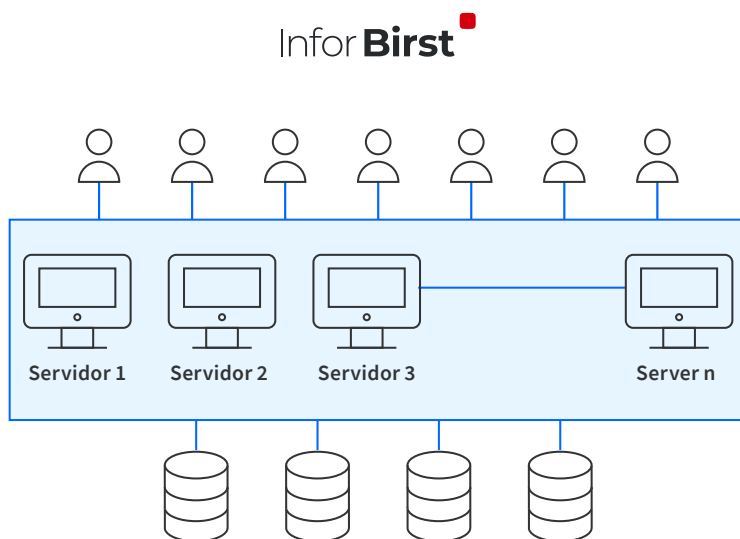 Infor Birst
Servidor 1
Servidor 2
Servidor 3
Server n